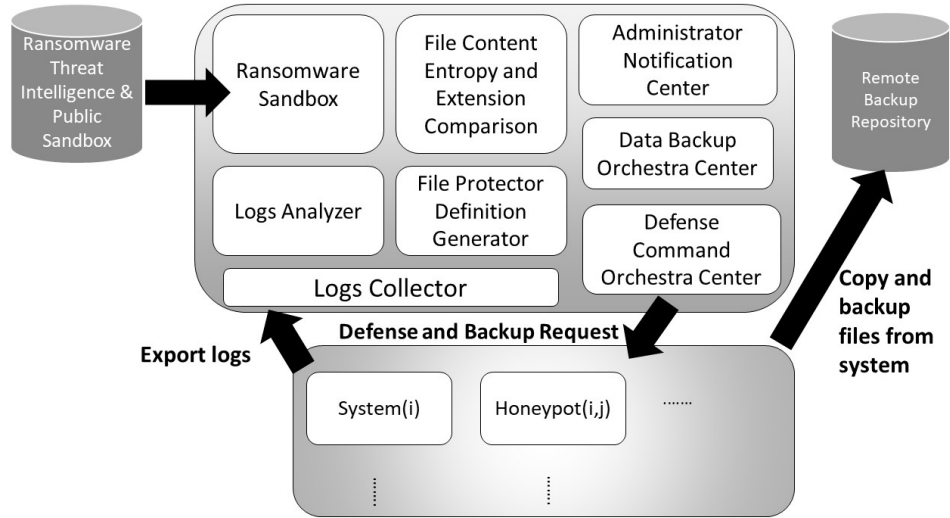 Ransomware
Threat
Intelligence &
Public
Sandbox
Ransomware
Sandbox
File Content
Entropy and
Extension
Comparison
Administrator
Notification
Center
Remote
Backup
Repository
Data Backup
Orchestra Center
Logs Analyzer
File Protector
Definition
Generator
Defense
Command
Orchestra Center
Logs Collector
Copy and
backup
files from
system
Defense and Backup Request
Export logs
System(i)
Honeypot(i,j)
.......